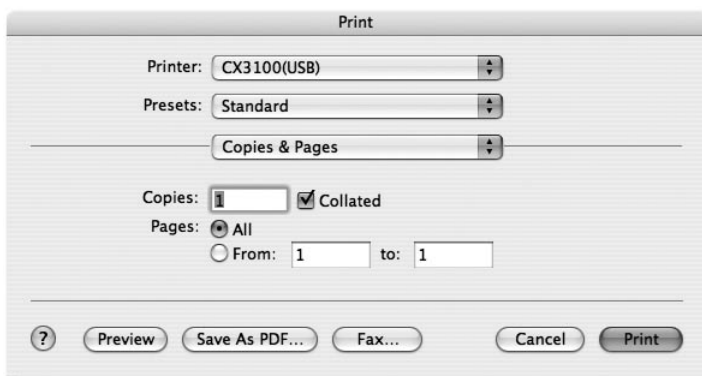 Print
Printer: CX3100(USB)
Presets: Standard
Copies & Pages
Copies: 1 Collated
Pages: All
From: 1 to: 1
? Preview Save As PDF... Fax... Cancel Print